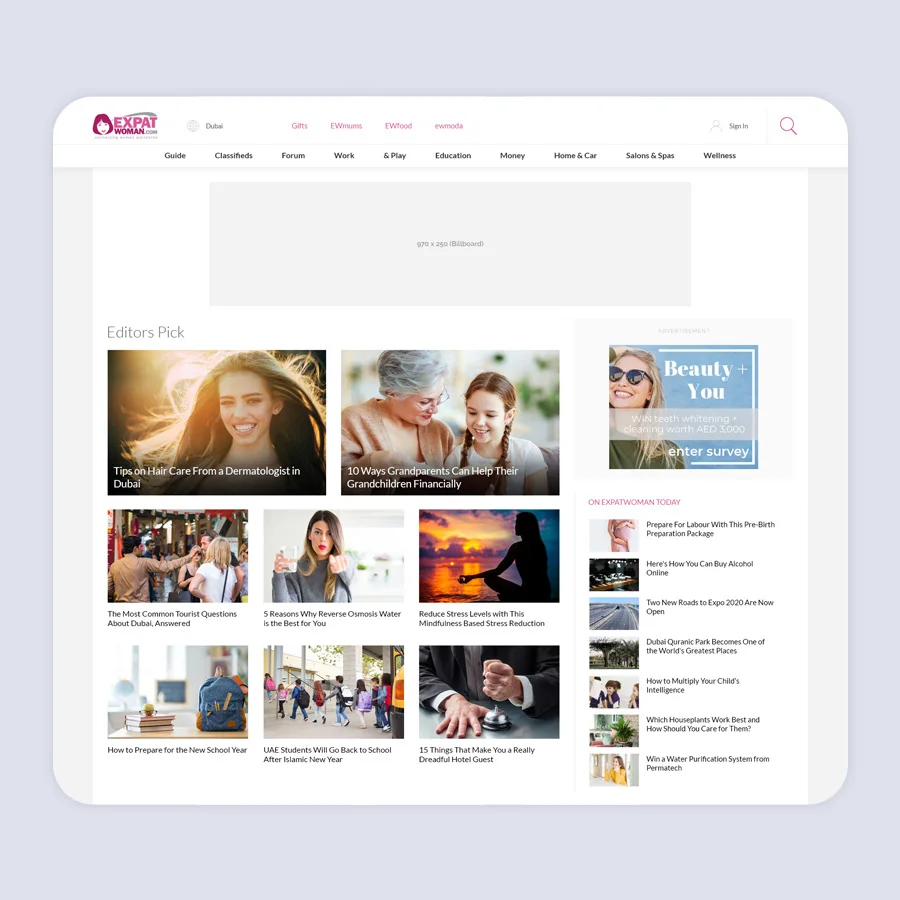 EXPAT
WOMAN.COM
Dubai
Gifts
EWmums
EWfood
ewmoda
Sign In
Guide
Classifieds
Forum
Work
& Play
Education
Money
Home & Car
Salons & Spas
Wellness
970 x 250 (Billboard)
Editors Pick
Tips on Hair Care From a Dermatologist in
Dubai
10 Ways Grandparents Can Help Their
Grandchildren Financially
The Most Common Tourist Questions
About Dubai, Answered
5 Reasons Why Reverse Osmosis Water
is the Best for You
Reduce Stress Levels with This
Mindfulness Based Stress Reduction
How to Prepare for the New School Year
UAE Students Will Go Back to School
After Islamic New Year
15 Things That Make You a Really
Dreadful Hotel Guest
ADVERTISEMENT
Beauty +
You
WIN teeth whitening +
cleaning worth AED 3,000
enter survey
ON EXPATWOMAN TODAY
Prepare For Labour With This Pre-Birth
Preparation Package
Here's How You Can Buy Alcohol
Online
Two New Roads to Expo 2020 Are Now
Open
Dubai Quranic Park Becomes One of
the World's Greatest Places
How to Multiply Your Child's
Intelligence
Which Houseplants Work Best and
How Should You Care for Them?
Win a Water Purification System from
Permatech